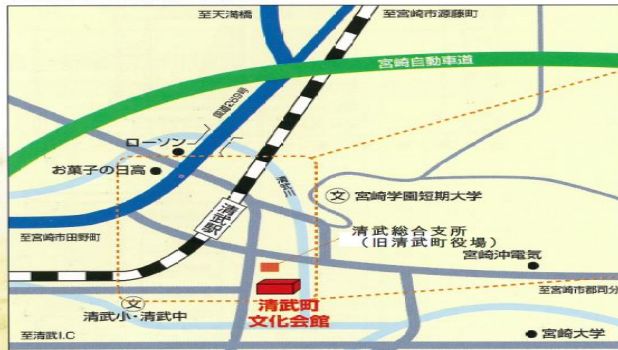 至天満橋
至宮崎市源藤町
宮崎自動車道
国道269号
ローソン
お菓子の日高
清武川
文 宮崎学園短期大学
清武駅
清武総合支所
(旧清武町役場)
至宮崎市田野町
宮崎沖電気
清武町
文化会館
至宮崎市郡司分
文
清武小・清武中
至清武I.C
宮崎大学